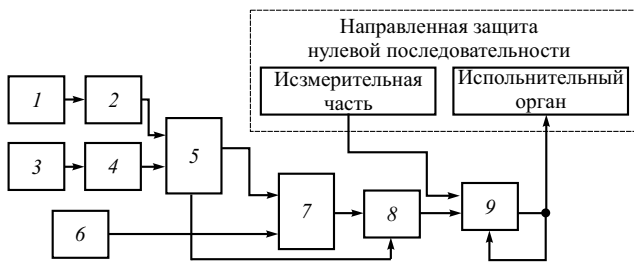 Направленная защита
нулевой последовательности
Исзмерительная
часть
Испольнительный
орган
1
2
3
4
5
6
7
8
9